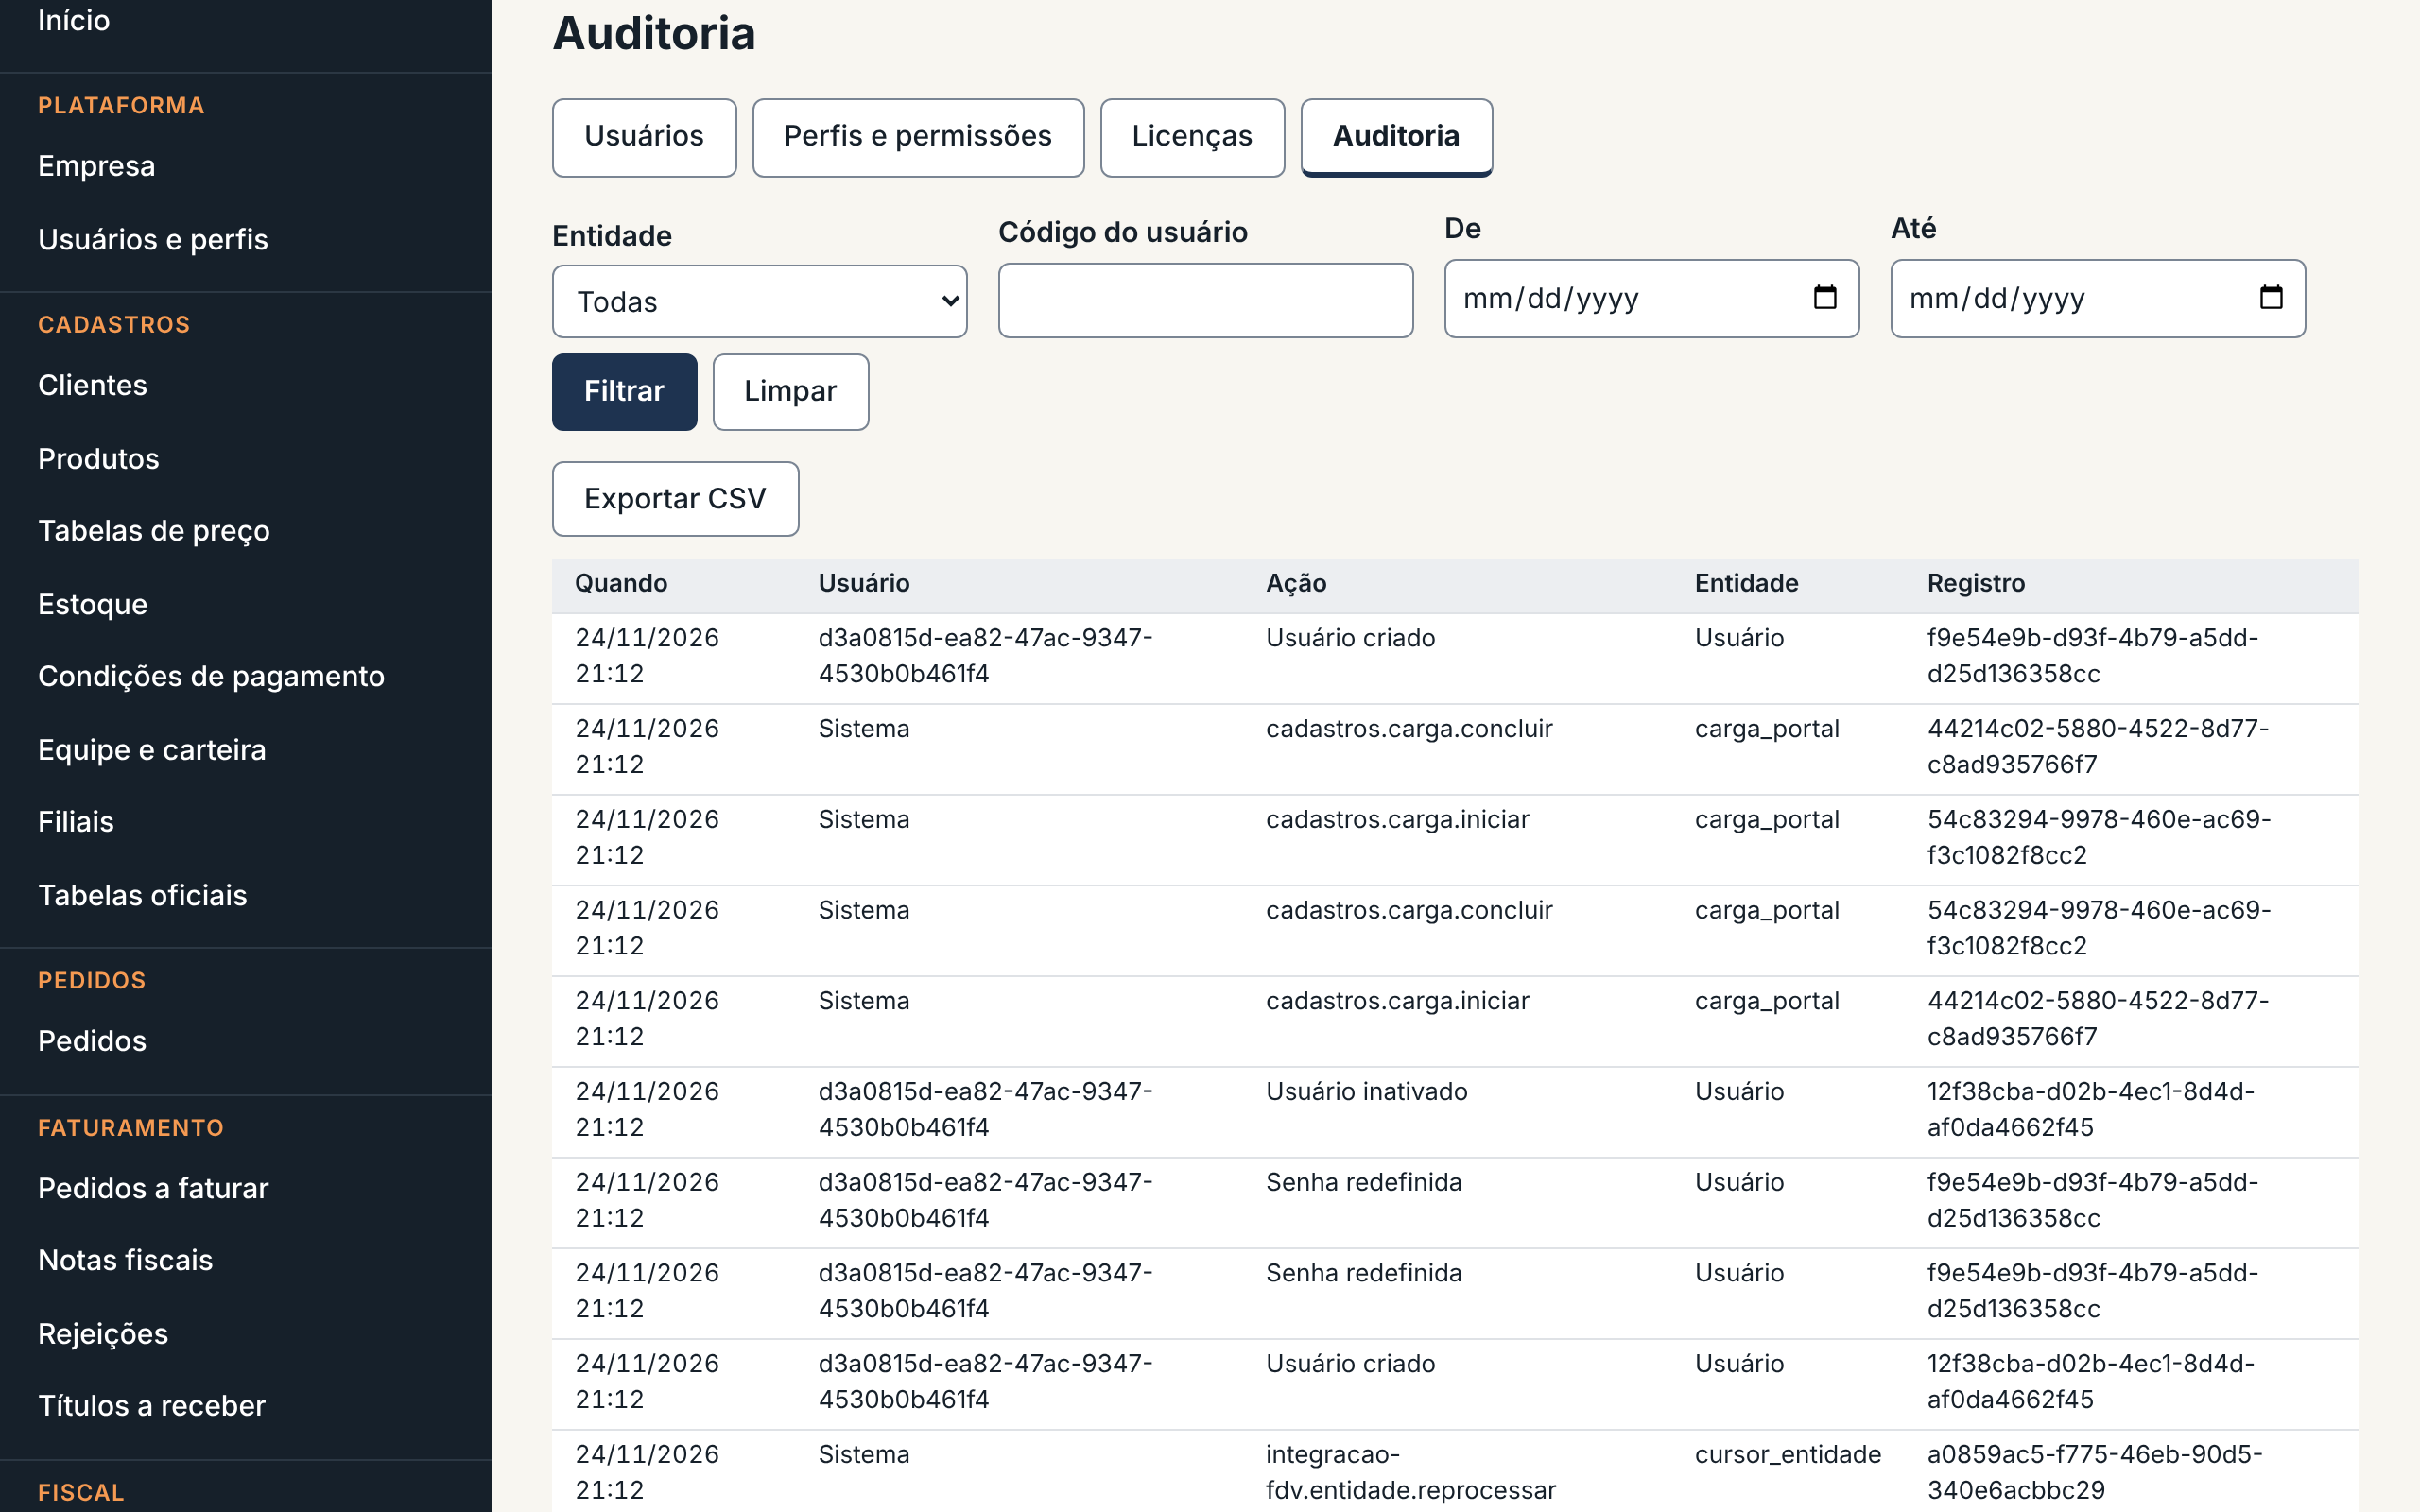 Início
PLATAFORMA
Empresa
Usuários e perfis
CADASTROS
Clientes
Produtos
Tabelas de preço
Estoque
Condições de pagamento
Equipe e carteira
Filiais
Tabelas oficiais
PEDIDOS
Pedidos
FATURAMENTO
Pedidos a faturar
Notas fiscais
Rejeições
Títulos a receber
FISCAL
Auditoria
Usuários Perfis e permissões Licenças Auditoria
Entidade Código do usuário De Até
Todas mm/dd/yyyy mm/dd/yyyy
Filtrar Limpar
Exportar CSV
Quando Usuário Ação Entidade Registro
24/11/2026 d3a0815d-ea82-47ac-9347- Usuário criado Usuário f9e54e9b-d93f-4b79-a5dd-
21:12 4530b0b461f4 d25d136358cc
24/11/2026 Sistema cadastros.carga.concluir carga_portal 44214c02-5880-4522-8d77-
21:12 c8ad935766f7
24/11/2026 Sistema cadastros.carga.iniciar carga_portal 54c83294-9978-460e-ac69-
21:12 f3c1082f8cc2
24/11/2026 Sistema cadastros.carga.concluir carga_portal 54c83294-9978-460e-ac69-
21:12 f3c1082f8cc2
24/11/2026 Sistema cadastros.carga.iniciar carga_portal 44214c02-5880-4522-8d77-
21:12 c8ad935766f7
24/11/2026 d3a0815d-ea82-47ac-9347- Usuário inativado Usuário 12f38cba-d02b-4ec1-8d4d-
21:12 4530b0b461f4 af0da4662f45
24/11/2026 d3a0815d-ea82-47ac-9347- Senha redefinida Usuário f9e54e9b-d93f-4b79-a5dd-
21:12 4530b0b461f4 d25d136358cc
24/11/2026 d3a0815d-ea82-47ac-9347- Senha redefinida Usuário f9e54e9b-d93f-4b79-a5dd-
21:12 4530b0b461f4 d25d136358cc
24/11/2026 d3a0815d-ea82-47ac-9347- Usuário criado Usuário 12f38cba-d02b-4ec1-8d4d-
21:12 4530b0b461f4 af0da4662f45
24/11/2026 Sistema integracao- cursor_entidade a0859ac5-f775-46eb-90d5-
21:12 fdv.entidade.reprocessar 340e6acbbc29